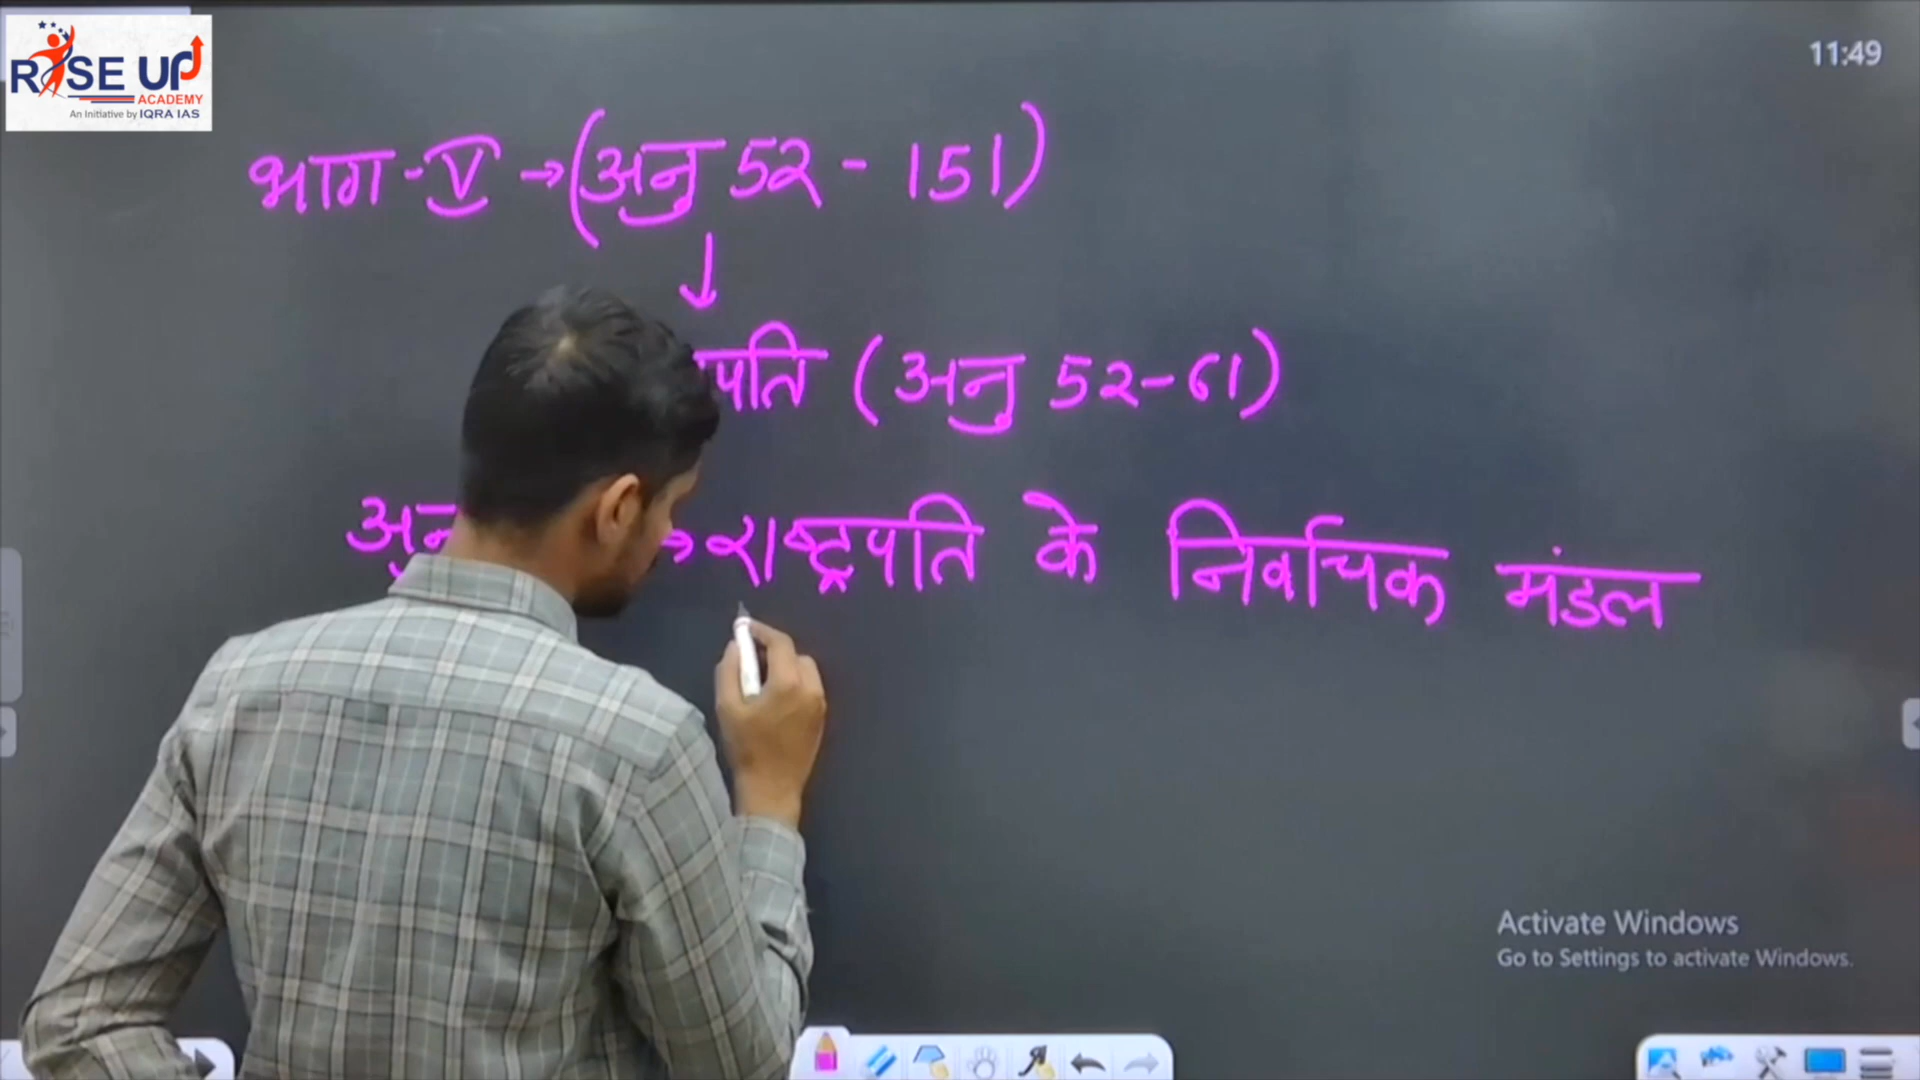 RISE UP
ACADEMY
An Initiative by IQRA IAS
11:49
भाग-V → (अनु 52 - 151)
↓
पति (अनु 52-61)
अनु → राष्ट्रपति के निर्वाचक मंडल
Activate Windows
Go to Settings to activate Windows.